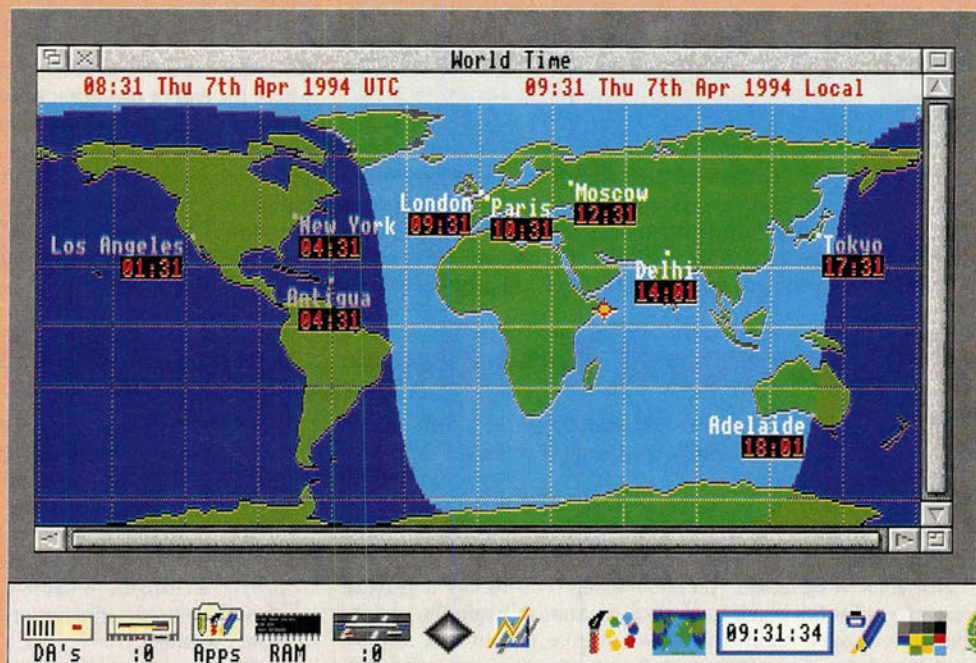 World Time
08:31 Thu 7th Apr 1994 UTC 09:31 Thu 7th Apr 1994 Local
Moscow
12:31
London
09:31
Paris
10:31
New York
04:31
Los Angeles
01:31
Tokyo
17:31
Delhi
14:01
Antigua
04:31
Adelaide
18:01
09:31:34
DA's :0 Apps RAM :0